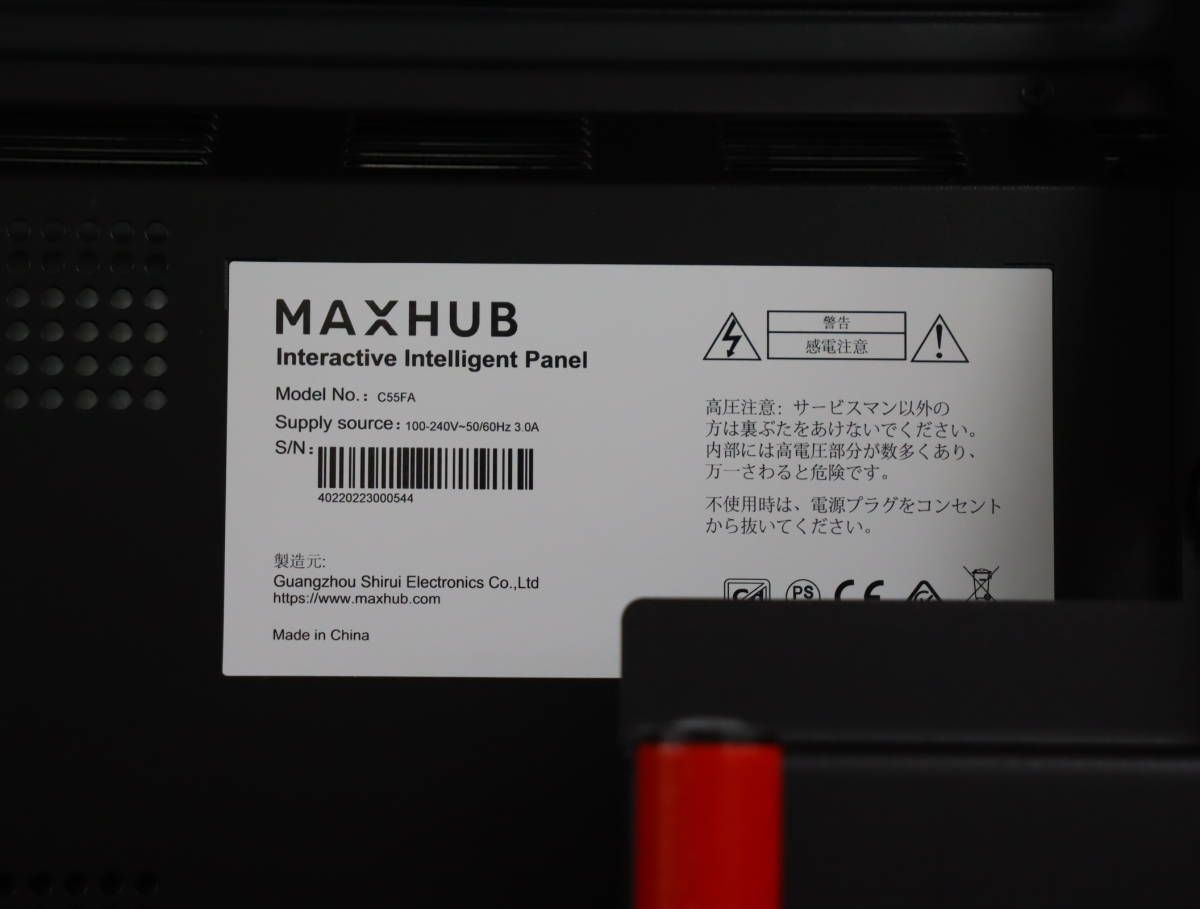 MAXHUB
Interactive Intelligent Panel
Model No.: C55FA
Supply source: 100-240V~50/60Hz 3.0A
S/N:
40220223000544
製造元:
Guangzhou Shirui Electronics Co.,Ltd
https://www.maxhub.com
Made in China
警告
感電注意
高圧注意: サービスマン以外の
方は裏ぶたをあけないでください。
内部には高電圧部分が数多くあり、
万一さわると危険です。
不使用時は、電源プラグをコンセント
から抜いてください。
PS
CE